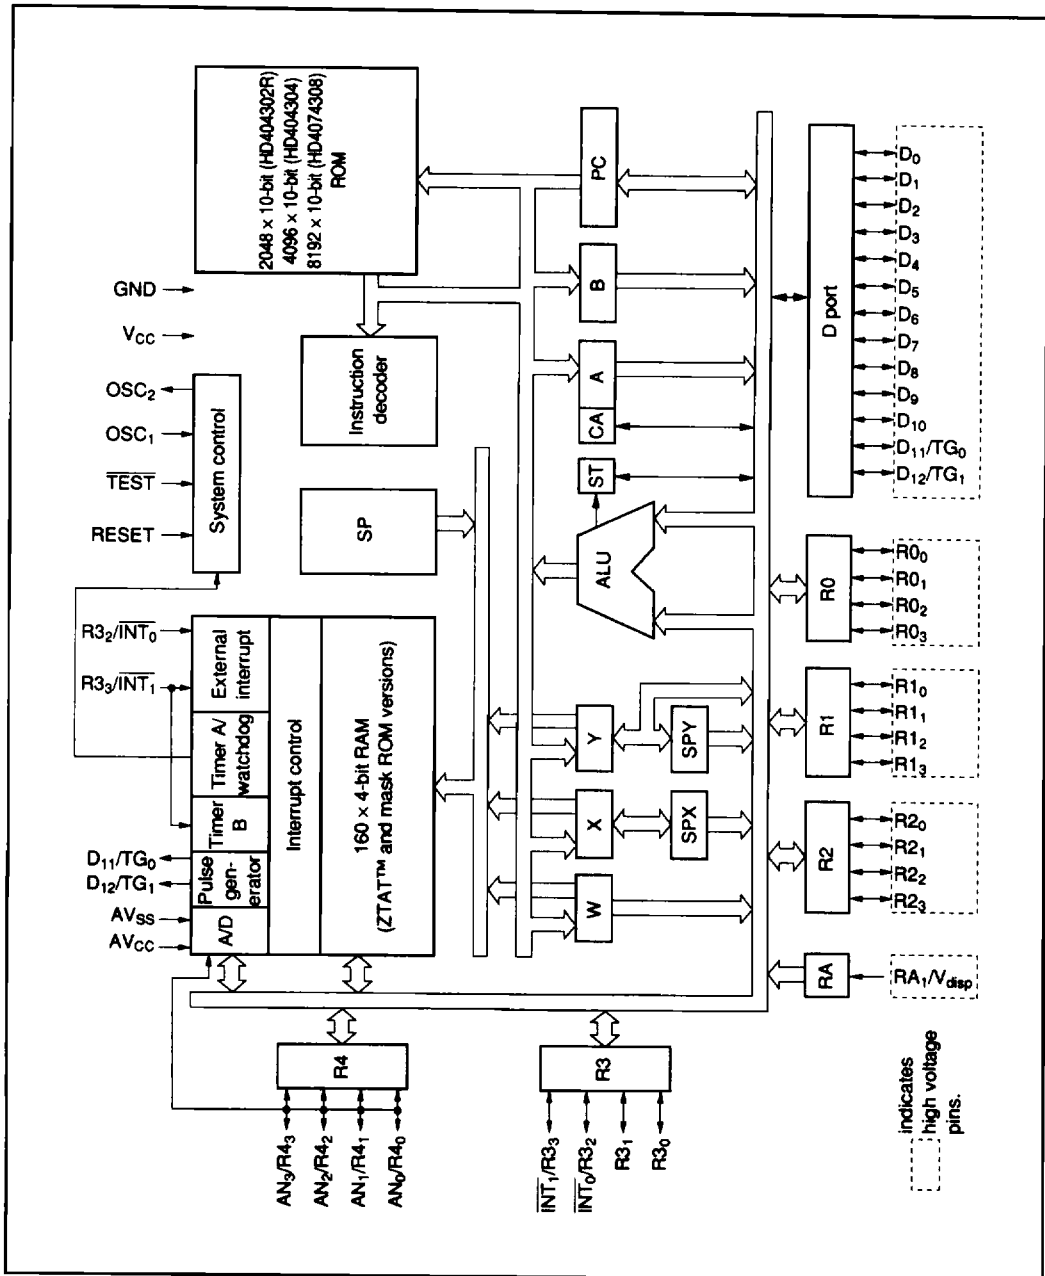 2048 × 10-bit (HD404302R)
4096 × 10-bit (HD404304)
8192 × 10-bit (HD4074308)
ROM
GND
VCC
OSC2
OSC1
TEST
RESET
System control
Instruction
decoder
SP
R32/INT0
R33/INT1
External
interrupt
Timer A/
watchdog
Timer
B
Pulse
gen-
erator
A/D
D11/TG0
D12/TG1
AVSS
AVCC
Interrupt control
160 × 4-bit RAM
(ZTAT™ and mask ROM versions)
PC
B
A
CA
ST
ALU
Y
SPY
X
SPX
W
D port
D0
D1
D2
D3
D4
D5
D6
D7
D8
D9
D10
D11/TG0
D12/TG1
R0
R00
R01
R02
R03
R1
R10
R11
R12
R13
R2
R20
R21
R22
R23
RA
RA1/Vdisp
R4
AN3/R43
AN2/R42
AN1/R41
AN0/R40
R3
INT1/R33
INT0/R32
R31
R30
indicates
high voltage
pins.